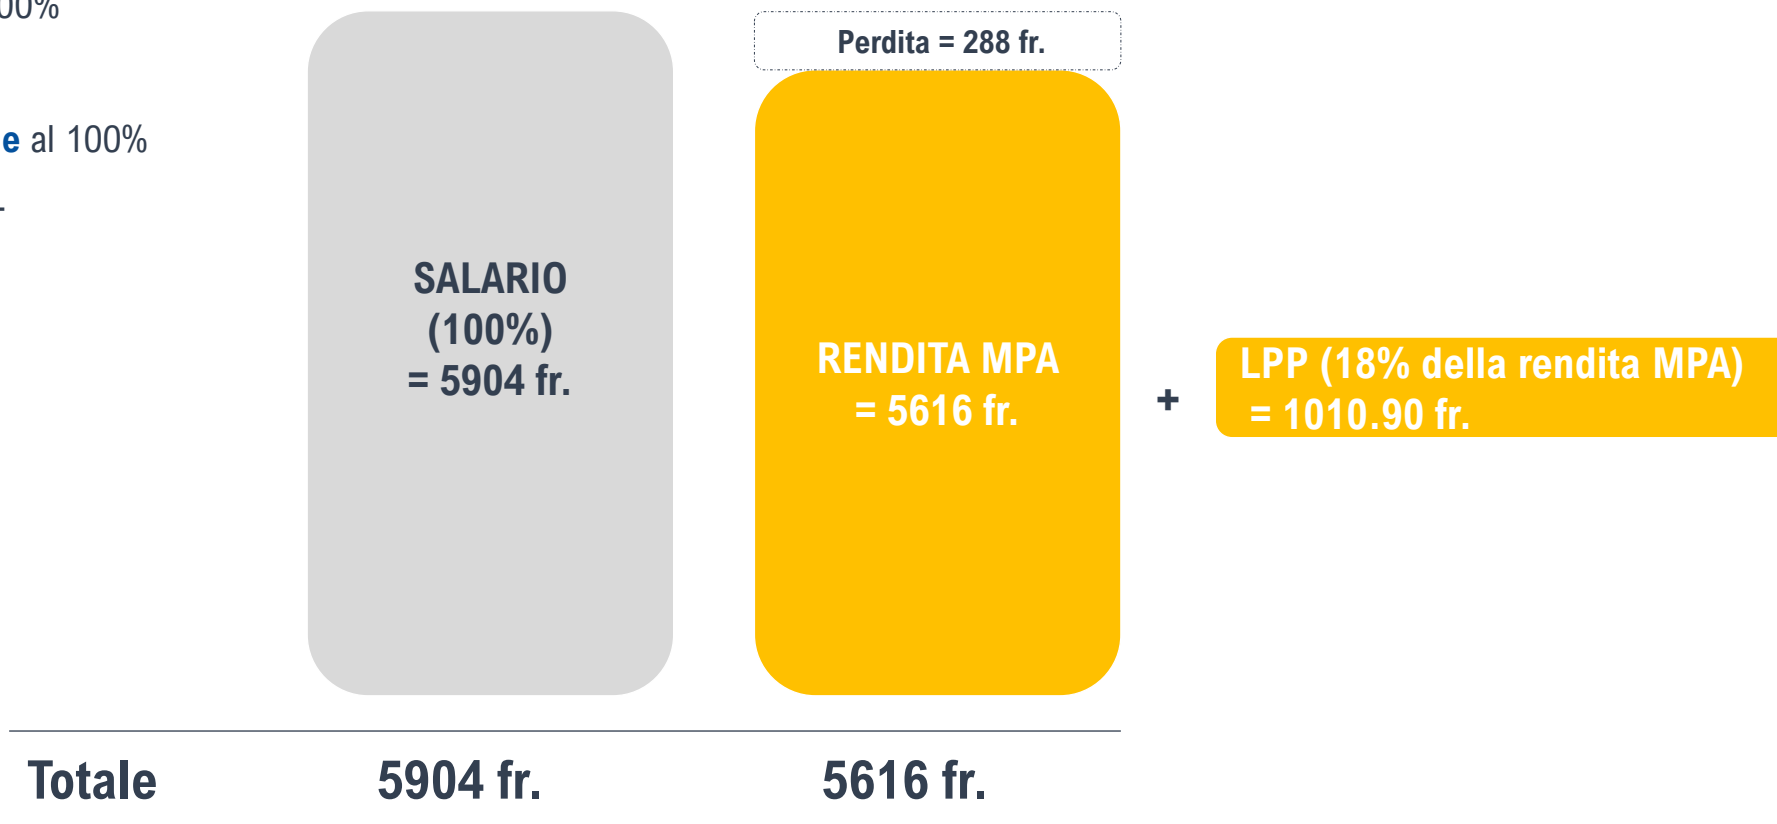 00%
e al 100%
Perdita = 288 fr.
SALARIO
(100%)
= 5904 fr.
RENDITA MPA
= 5616 fr.
+
LPP (18% della rendita MPA)
= 1010.90 fr.
Totale 5904 fr. 5616 fr.